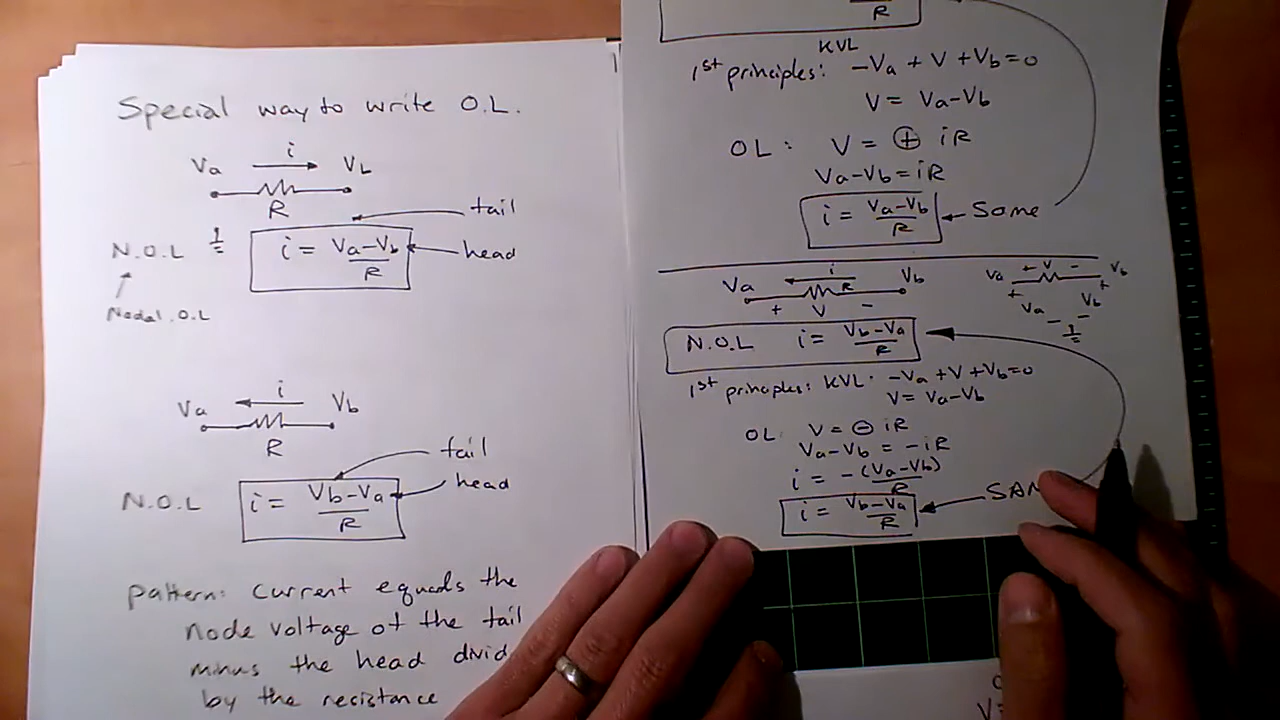 Special way to write O.L.
i
Va VL
R
tail
N.O.L i = Va-Vb / R head
Nodal O.L
i
Va Vb
R
tail
head
N.O.L i = Vb-Va / R
pattern: current equals the
node voltage of the tail
minus the head divid
by the resistance
R
KVL
1st principles: -Va + V + Vb = 0
V = Va-Vb
OL: V = ⊕ iR
Va-Vb = iR
i = Va-Vb / R Some
Va i R Vb
+ V -
Va + V - Vb
+ +
Va Vb
- -
N.O.L i = Vb-Va / R
1st principles: KVL: -Va + V + Vb = 0
V = Va-Vb
OL: V = ⊖ iR
Va-Vb = -iR
i = -(Va-Vb) / R
i = Vb-Va / R SAM
V=